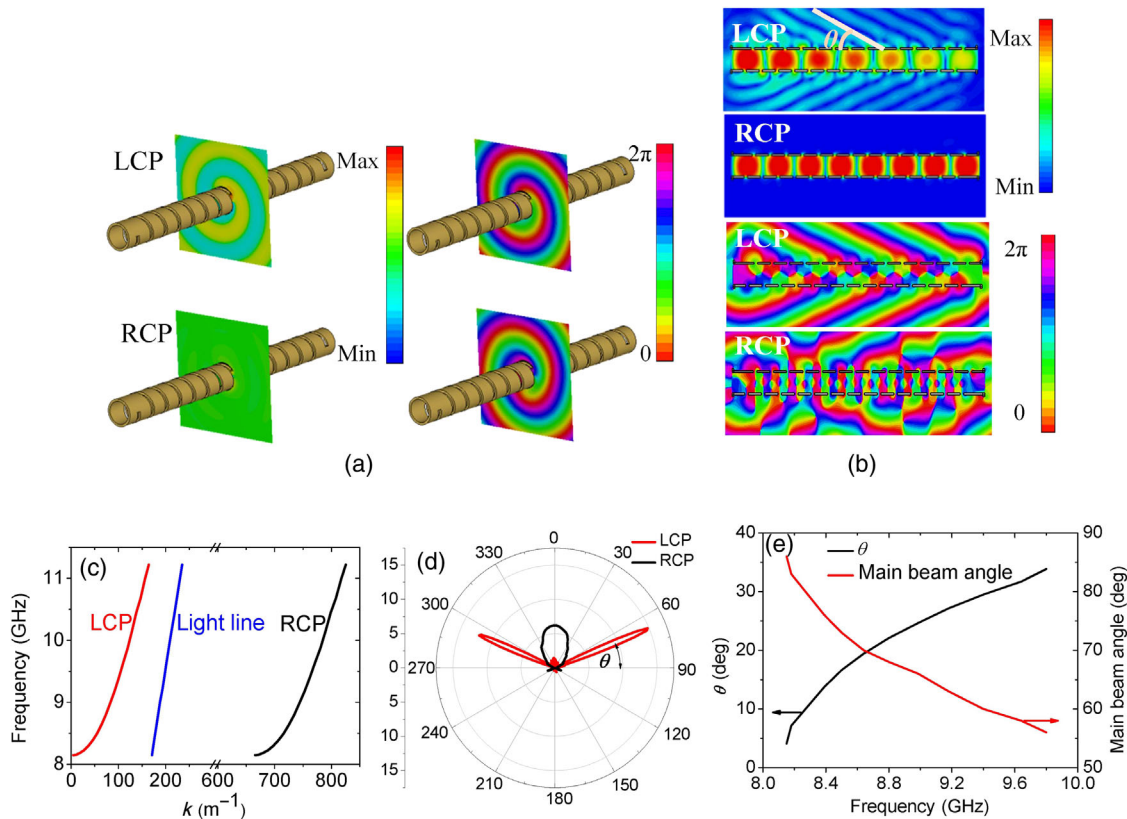 LCP
Max
Min
2π
0
RCP
(a)
LCP
θ
Max
RCP
Min
LCP
2π
RCP
0
(b)
(c)
Frequency (GHz)
11
10
9
8
LCP
Light line
RCP
0 100 200 600 700 800
k (m⁻¹)
(d)
LCP
RCP
15
10
5
0
5
10
15
0
30
60
90
120
150
180
210
240
270
300
330
θ
(e)
θ
Main beam angle
θ (deg)
40
30
20
10
0
Main beam angle (deg)
90
80
70
60
50
8.0 8.4 8.8 9.2 9.6 10.0
Frequency (GHz)